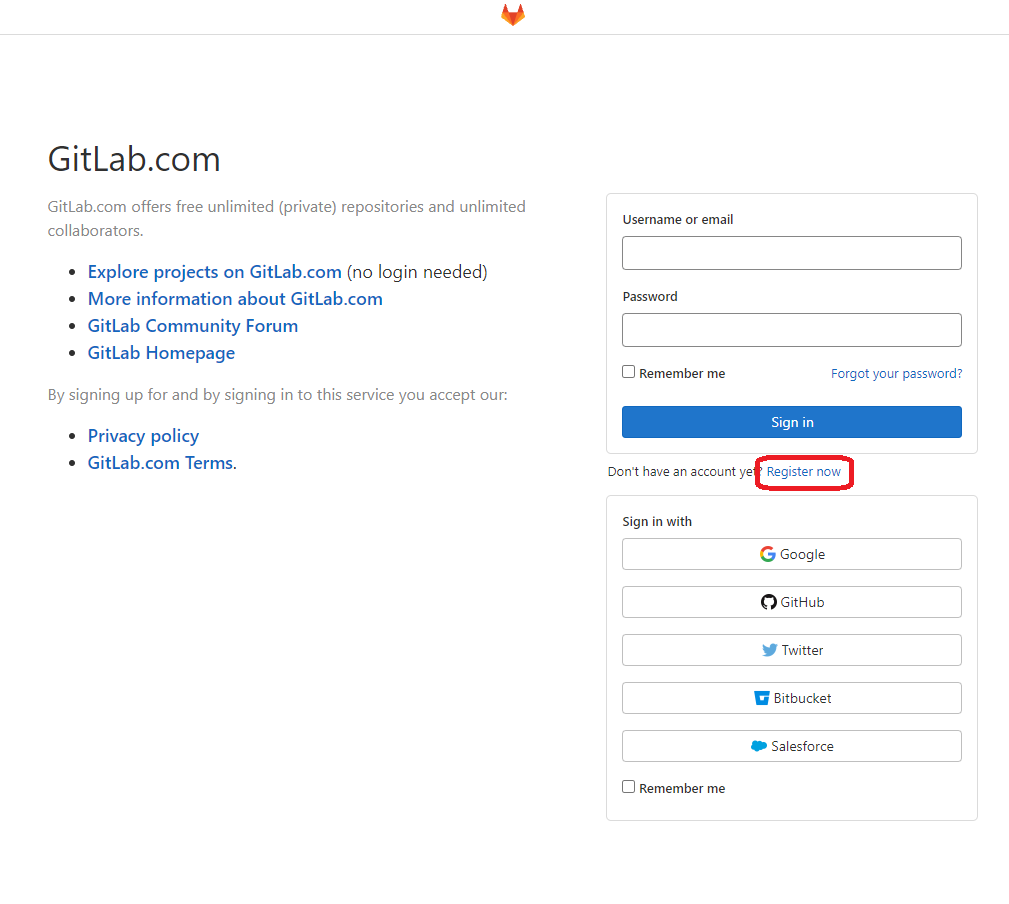 GitLab.com
GitLab.com offers free unlimited (private) repositories and unlimited
collaborators.
Explore projects on GitLab.com (no login needed)
More information about GitLab.com
GitLab Community Forum
GitLab Homepage
By signing up for and by signing in to this service you accept our:
Privacy policy
GitLab.com Terms.
Username or email
Password
Remember me
Forgot your password?
Sign in
Don't have an account yet? Register now
Sign in with
Google
GitHub
Twitter
Bitbucket
Salesforce
Remember me